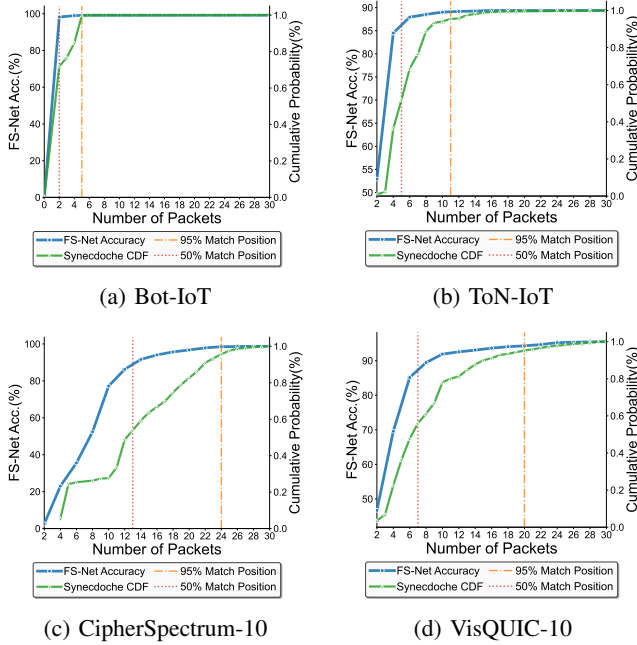 100
80
60
40
20
0
FS-Net Acc.(%)
1.0
0.8
0.6
0.4
0.2
0.0
Cumulative Probability(%)
0 2 4 6 8 10 12 14 16 18 20 22 24 26 28 30
Number of Packets
FS-Net Accuracy 95% Match Position
Synecdoche CDF 50% Match Position
(a) Bot-IoT
90
85
80
75
70
65
60
55
50
FS-Net Acc.(%)
1.0
0.8
0.6
0.4
0.2
0.0
Cumulative Probability(%)
2 4 6 8 10 12 14 16 18 20 22 24 26 28 30
Number of Packets
FS-Net Accuracy 95% Match Position
Synecdoche CDF 50% Match Position
(b) ToN-IoT
100
80
60
40
20
0
FS-Net Acc.(%)
1.0
0.8
0.6
0.4
0.2
0.0
Cumulative Probability(%)
2 4 6 8 10 12 14 16 18 20 22 24 26 28 30
Number of Packets
FS-Net Accuracy 95% Match Position
Synecdoche CDF 50% Match Position
(c) CipherSpectrum-10
90
80
70
60
50
FS-Net Acc.(%)
1.0
0.8
0.6
0.4
0.2
0.0
Cumulative Probability(%)
2 4 6 8 10 12 14 16 18 20 22 24 26 28 30
Number of Packets
FS-Net Accuracy 95% Match Position
Synecdoche CDF 50% Match Position
(d) VisQUIC-10